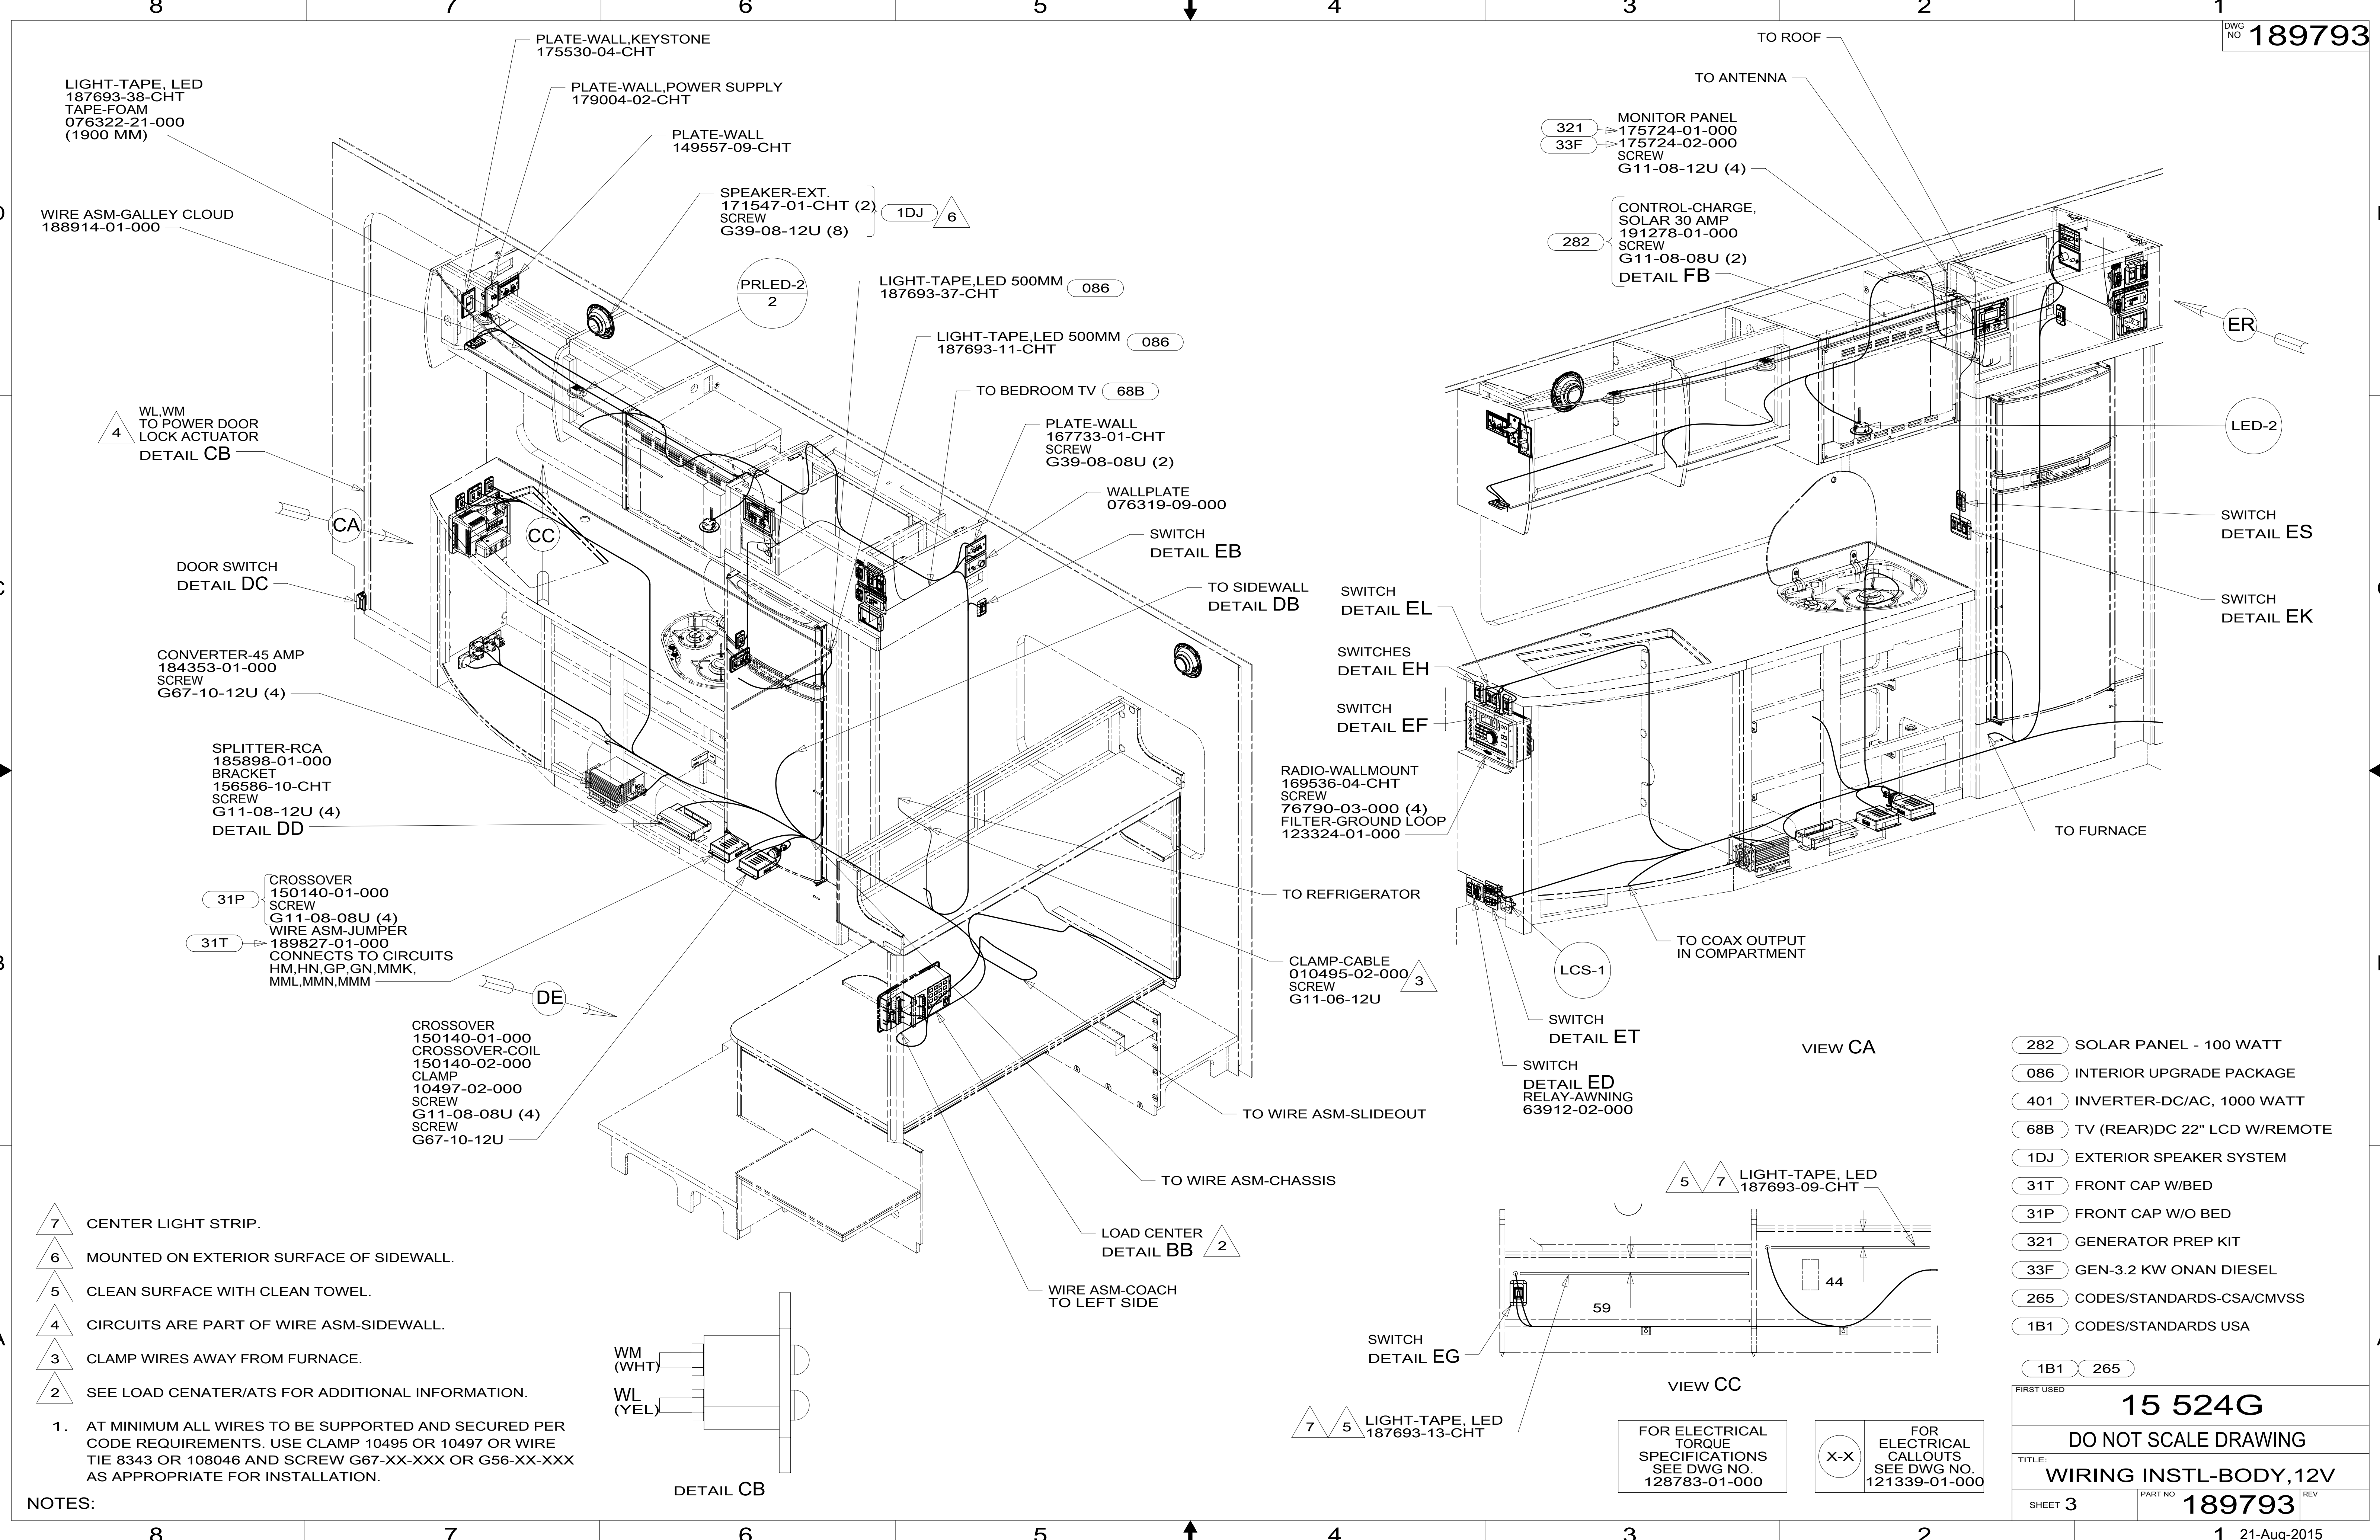 8 7 6 5 4 3 2 1
DWG NO 189793
PLATE-WALL,KEYSTONE
175530-04-CHT
LIGHT-TAPE, LED
187693-38-CHT
TAPE-FOAM
076322-21-000
(1900 MM)
PLATE-WALL,POWER SUPPLY
179004-02-CHT
PLATE-WALL
149557-09-CHT
SPEAKER-EXT.
171547-01-CHT (2)
SCREW
G39-08-12U (8)
1DJ
6
WIRE ASM-GALLEY CLOUD
188914-01-000
PRLED-2
2
LIGHT-TAPE,LED 500MM
187693-37-CHT
086
LIGHT-TAPE,LED 500MM
187693-11-CHT
086
TO BEDROOM TV
68B
PLATE-WALL
167733-01-CHT
SCREW
G39-08-08U (2)
WALLPLATE
076319-09-000
SWITCH
DETAIL EB
TO SIDEWALL
DETAIL DB
4
WL,WM
TO POWER DOOR
LOCK ACTUATOR
DETAIL CB
CA
CC
DOOR SWITCH
DETAIL DC
CONVERTER-45 AMP
184353-01-000
SCREW
G67-10-12U (4)
SPLITTER-RCA
185898-01-000
BRACKET
156586-10-CHT
SCREW
G11-08-12U (4)
DETAIL DD
31P
CROSSOVER
150140-01-000
SCREW
G11-08-08U (4)
31T
WIRE ASM-JUMPER
189827-01-000
CONNECTS TO CIRCUITS
HM,HN,GP,GN,MMK,
MML,MMN,MMM
DE
CROSSOVER
150140-01-000
CROSSOVER-COIL
150140-02-000
CLAMP
10497-02-000
SCREW
G11-08-08U (4)
SCREW
G67-10-12U
TO REFRIGERATOR
CLAMP-CABLE
010495-02-000
SCREW
G11-06-12U
3
TO WIRE ASM-SLIDEOUT
TO WIRE ASM-CHASSIS
LOAD CENTER
DETAIL BB
2
WIRE ASM-COACH
TO LEFT SIDE
TO ROOF
TO ANTENNA
MONITOR PANEL
321
175724-01-000
33F
175724-02-000
SCREW
G11-08-12U (4)
282
CONTROL-CHARGE,
SOLAR 30 AMP
191278-01-000
SCREW
G11-08-08U (2)
DETAIL FB
ER
LED-2
SWITCH
DETAIL ES
SWITCH
DETAIL EK
SWITCH
DETAIL EL
SWITCHES
DETAIL EH
SWITCH
DETAIL EF
RADIO-WALLMOUNT
169536-04-CHT
SCREW
76790-03-000 (4)
FILTER-GROUND LOOP
123324-01-000
TO FURNACE
TO COAX OUTPUT
IN COMPARTMENT
LCS-1
SWITCH
DETAIL ET
SWITCH
DETAIL ED
RELAY-AWNING
63912-02-000
VIEW CA
282 SOLAR PANEL - 100 WATT
086 INTERIOR UPGRADE PACKAGE
401 INVERTER-DC/AC, 1000 WATT
68B TV (REAR)DC 22" LCD W/REMOTE
1DJ EXTERIOR SPEAKER SYSTEM
31T FRONT CAP W/BED
31P FRONT CAP W/O BED
321 GENERATOR PREP KIT
33F GEN-3.2 KW ONAN DIESEL
265 CODES/STANDARDS-CSA/CMVSS
1B1 CODES/STANDARDS USA
1B1 265
5 7 LIGHT-TAPE, LED
187693-09-CHT
44
59
SWITCH
DETAIL EG
VIEW CC
7 5 LIGHT-TAPE, LED
187693-13-CHT
7 CENTER LIGHT STRIP.
6 MOUNTED ON EXTERIOR SURFACE OF SIDEWALL.
5 CLEAN SURFACE WITH CLEAN TOWEL.
4 CIRCUITS ARE PART OF WIRE ASM-SIDEWALL.
3 CLAMP WIRES AWAY FROM FURNACE.
2 SEE LOAD CENATER/ATS FOR ADDITIONAL INFORMATION.
1. AT MINIMUM ALL WIRES TO BE SUPPORTED AND SECURED PER
CODE REQUIREMENTS. USE CLAMP 10495 OR 10497 OR WIRE
TIE 8343 OR 108046 AND SCREW G67-XX-XXX OR G56-XX-XXX
AS APPROPRIATE FOR INSTALLATION.
NOTES:
WM
(WHT)
WL
(YEL)
DETAIL CB
FOR ELECTRICAL
TORQUE
SPECIFICATIONS
SEE DWG NO.
128783-01-000
X-X
FOR
ELECTRICAL
CALLOUTS
SEE DWG NO.
121339-01-000
FIRST USED
15 524G
DO NOT SCALE DRAWING
TITLE:
WIRING INSTL-BODY,12V
SHEET 3
PART NO 189793 REV
8 7 6 5 4 3 2 1
21-Aug-2015